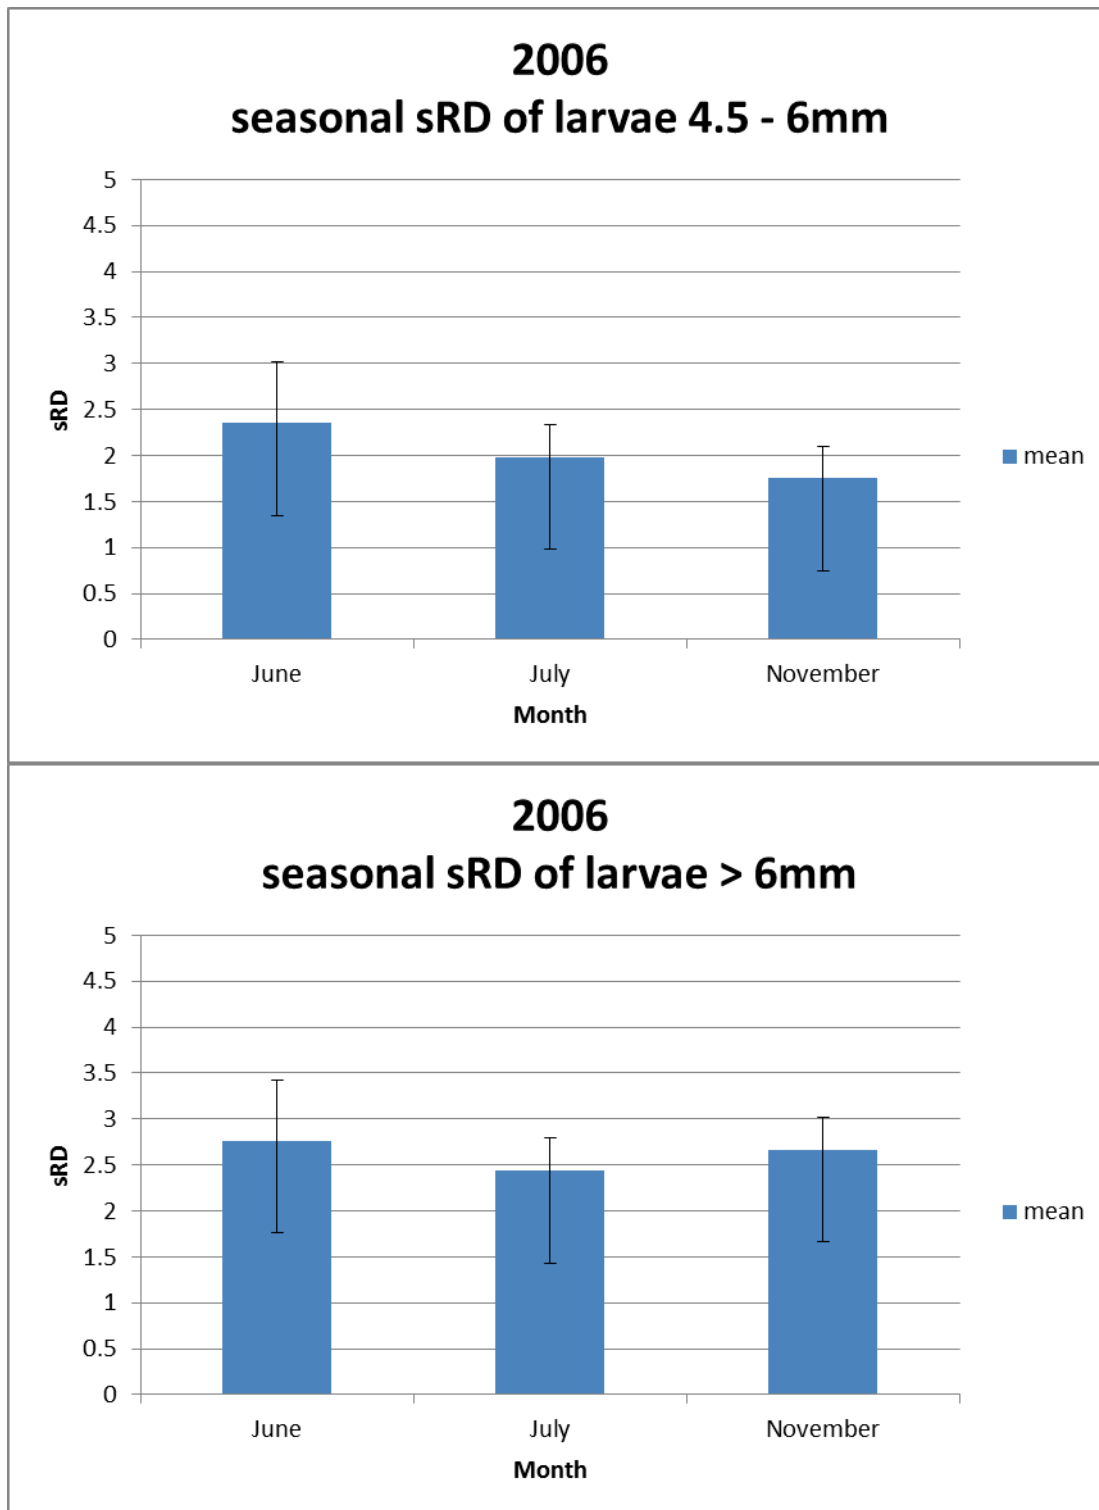 2006
seasonal sRD of larvae 4.5 - 6mm
5
4.5
4
3.5
3
2.5
2
1.5
1
0.5
0
sRD
June July November
Month
mean
2006
seasonal sRD of larvae > 6mm
5
4.5
4
3.5
3
2.5
2
1.5
1
0.5
0
sRD
June July November
Month
mean